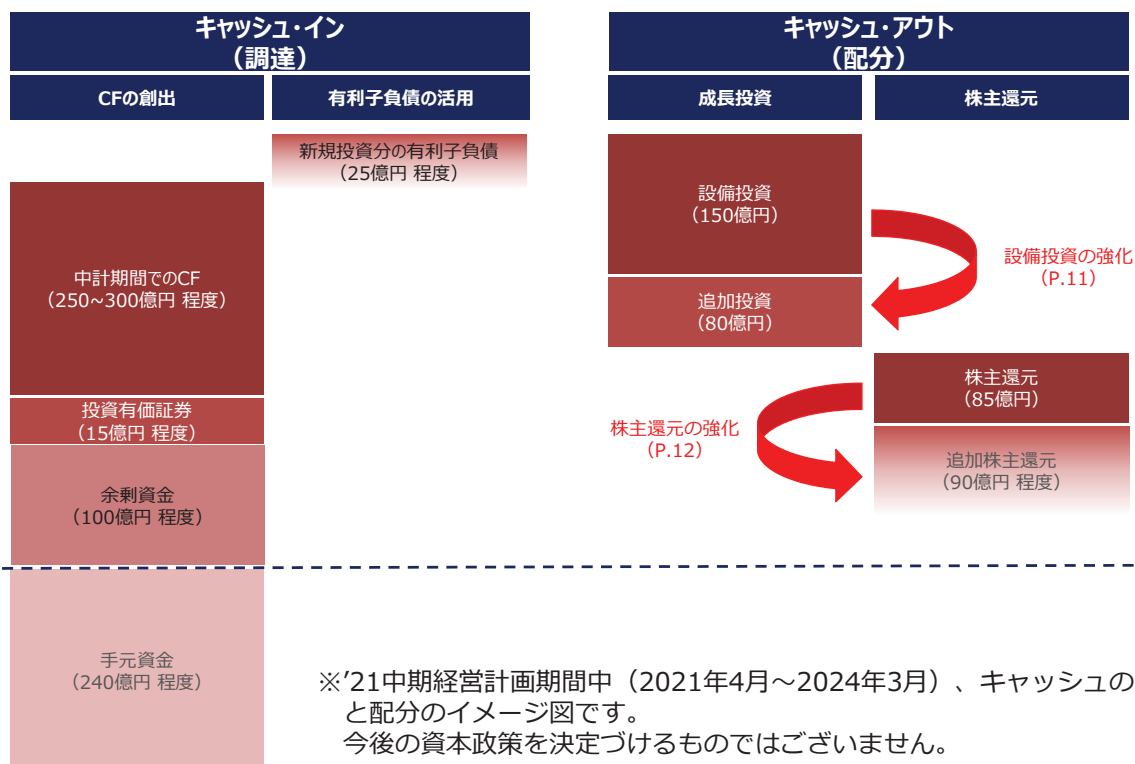 キャッシュ・イン
（調達）
CFの創出
有利子負債の活用
新規投資分の有利子負債
（25億円 程度）
中計期間でのCF
（250~300億円 程度）
投資有価証券
（15億円 程度）
余剰資金
（100億円 程度）
手元資金
（240億円 程度）
キャッシュ・アウト
（配分）
成長投資
株主還元
設備投資
（150億円）
追加投資
（80億円）
設備投資の強化
（P.11）
株主還元
（85億円）
追加株主還元
（90億円 程度）
株主還元の強化
（P.12）
※’21中期経営計画期間中（2021年4月～2024年3月）、キャッシュの
と配分のイメージ図です。
今後の資本政策を決定づけるものではございません。